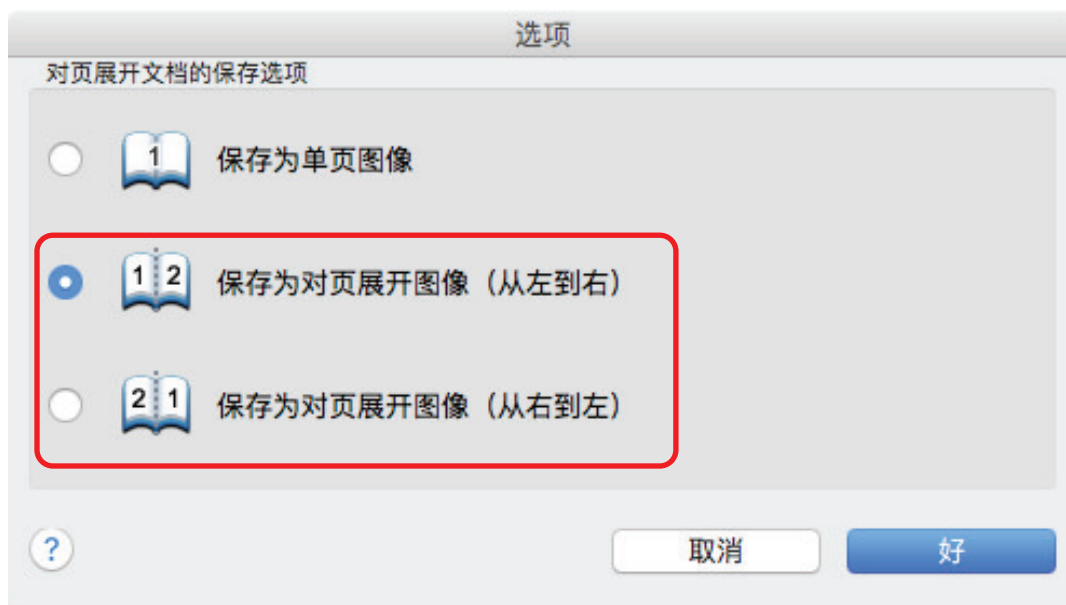 选项
对页展开文档的保存选项
1 保存为单页图像
1 2 保存为对页展开图像（从左到右）
2 1 保存为对页展开图像（从右到左）
? 取消 好